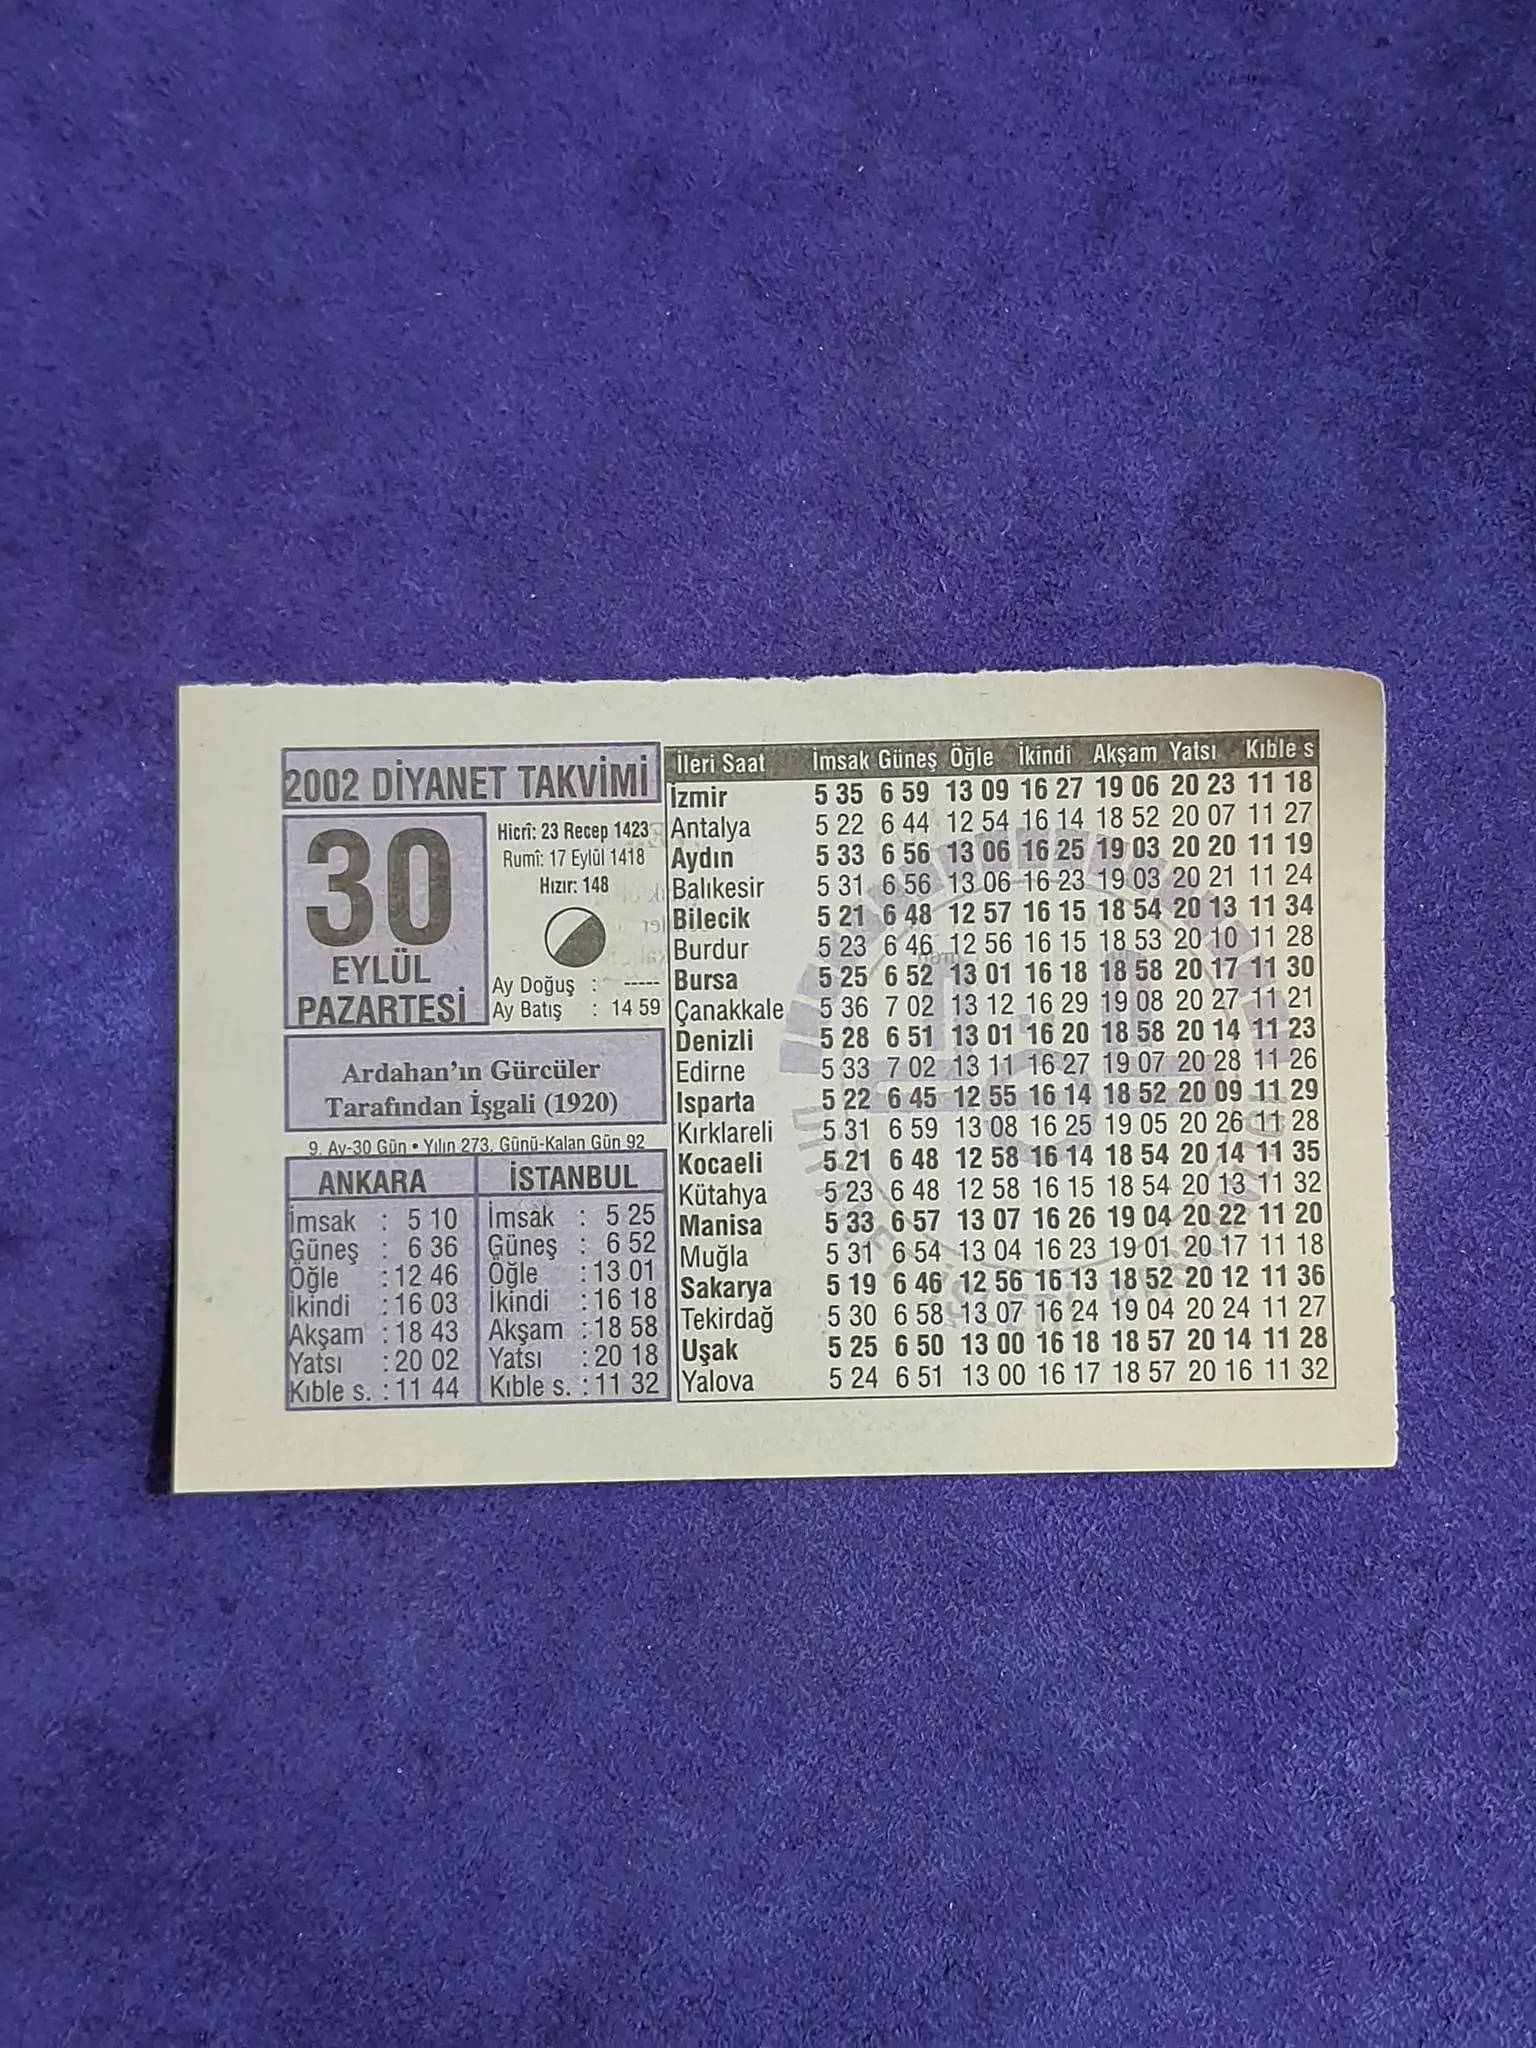 2002 DİYANET TAKVİMİ
30
EYLÜL
PAZARTESİ
Hicrî: 23 Recep 1423
Rumî: 17 Eylül 1418
Hızır: 148
Ay Doğuş : -----
Ay Batış : 14 59
Ardahan'ın Gürcüler
Tarafından İşgali (1920)
9. Ay-30 Gün • Yılın 273. Günü-Kalan Gün 92
ANKARA
İmsak : 5 10
Güneş : 6 36
Öğle : 12 46
İkindi : 16 03
Akşam : 18 43
Yatsı : 20 02
Kıble s. : 11 44
İSTANBUL
İmsak : 5 25
Güneş : 6 52
Öğle : 13 01
İkindi : 16 18
Akşam : 18 58
Yatsı : 20 18
Kıble s. : 11 32
İleri Saat İmsak Güneş Öğle İkindi Akşam Yatsı Kıble s
İzmir 5 35 6 59 13 09 16 27 19 06 20 23 11 18
Antalya 5 22 6 44 12 54 16 14 18 52 20 07 11 27
Aydın 5 33 6 56 13 06 16 25 19 03 20 20 11 19
Balıkesir 5 31 6 56 13 06 16 23 19 03 20 21 11 24
Bilecik 5 21 6 48 12 57 16 15 18 54 20 13 11 34
Burdur 5 23 6 46 12 56 16 15 18 53 20 10 11 28
Bursa 5 25 6 52 13 01 16 18 18 58 20 17 11 30
Çanakkale 5 36 7 02 13 12 16 29 19 08 20 27 11 21
Denizli 5 28 6 51 13 01 16 20 18 58 20 14 11 23
Edirne 5 33 7 02 13 11 16 27 19 07 20 28 11 26
Isparta 5 22 6 45 12 55 16 14 18 52 20 09 11 29
Kırklareli 5 31 6 59 13 08 16 25 19 05 20 26 11 28
Kocaeli 5 21 6 48 12 58 16 14 18 54 20 14 11 35
Kütahya 5 23 6 48 12 58 16 15 18 54 20 13 11 32
Manisa 5 33 6 57 13 07 16 26 19 04 20 22 11 20
Muğla 5 31 6 54 13 04 16 23 19 01 20 17 11 18
Sakarya 5 19 6 46 12 56 16 13 18 52 20 12 11 36
Tekirdağ 5 30 6 58 13 07 16 24 19 04 20 24 11 27
Uşak 5 25 6 50 13 00 16 18 18 57 20 14 11 28
Yalova 5 24 6 51 13 00 16 17 18 57 20 16 11 32